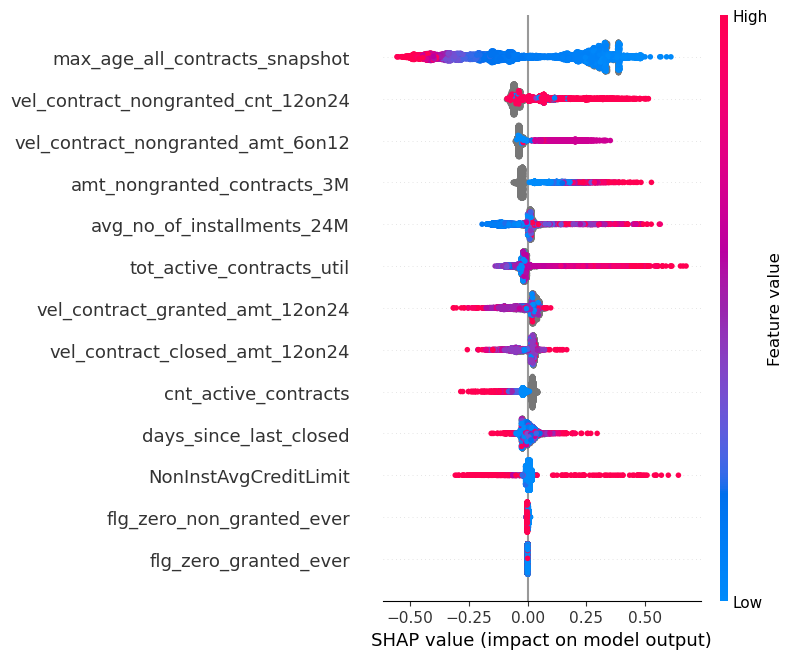 High
max_age_all_contracts_snapshot
vel_contract_nongranted_cnt_12on24
vel_contract_nongranted_amt_6on12
amt_nongranted_contracts_3M
avg_no_of_installments_24M
tot_active_contracts_util
vel_contract_granted_amt_12on24
vel_contract_closed_amt_12on24
cnt_active_contracts
days_since_last_closed
NonInstAvgCreditLimit
flg_zero_non_granted_ever
flg_zero_granted_ever
Feature value
Low
−0.50 −0.25 0.00 0.25 0.50
SHAP value (impact on model output)